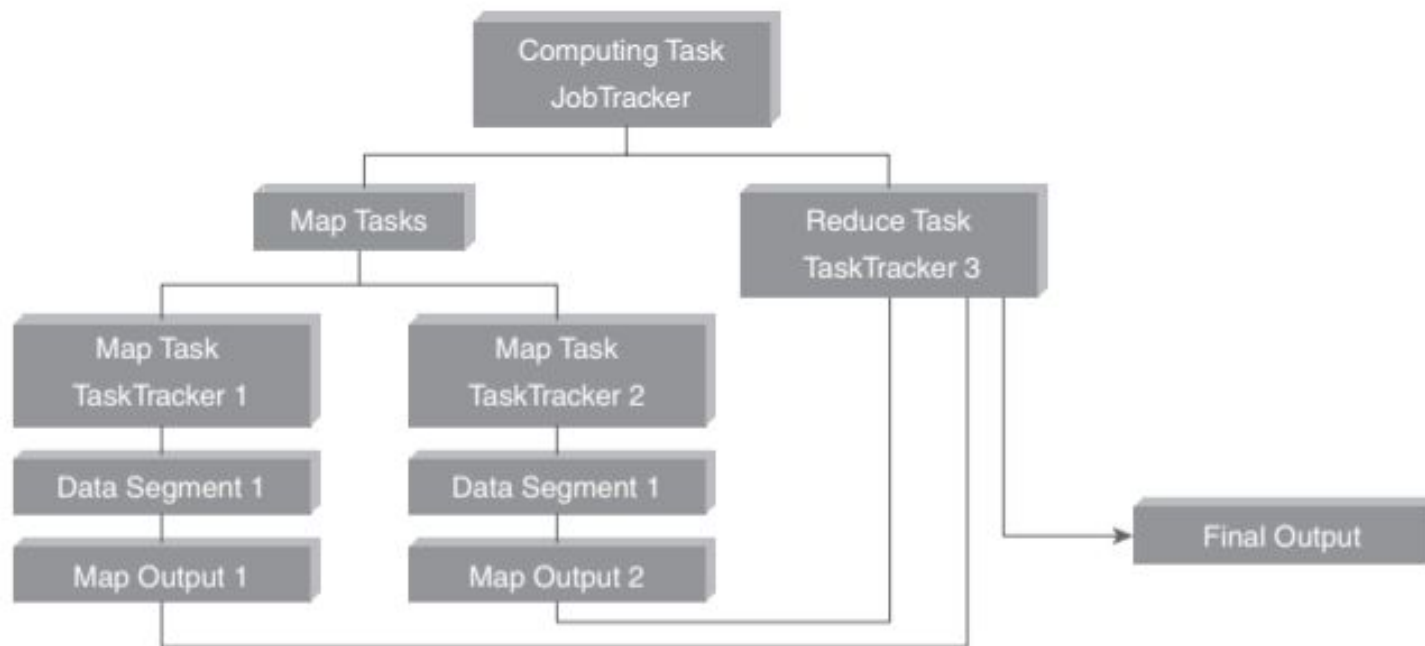 Computing Task
JobTracker
Map Tasks
Reduce Task
TaskTracker 3
Map Task
TaskTracker 1
Map Task
TaskTracker 2
Data Segment 1
Data Segment 1
Map Output 1
Map Output 2
Final Output